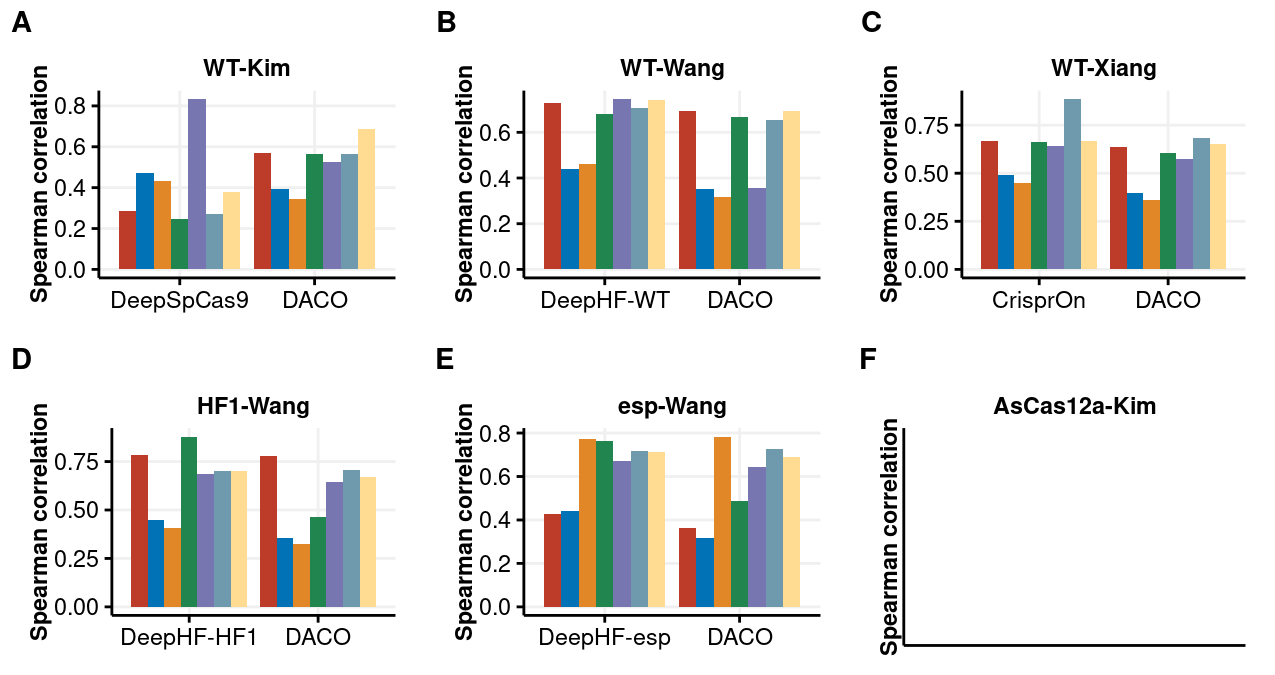 A
WT-Kim
Spearman correlation
0.8
0.6
0.4
0.2
0.0
DeepSpCas9
DACO
B
WT-Wang
Spearman correlation
0.6
0.4
0.2
0.0
DeepHF-WT
DACO
C
WT-Xiang
Spearman correlation
0.75
0.50
0.25
0.00
CrisprOn
DACO
D
HF1-Wang
Spearman correlation
0.75
0.50
0.25
0.00
DeepHF-HF1
DACO
E
esp-Wang
Spearman correlation
0.8
0.6
0.4
0.2
0.0
DeepHF-esp
DACO
F
AsCas12a-Kim
Spearman correlation